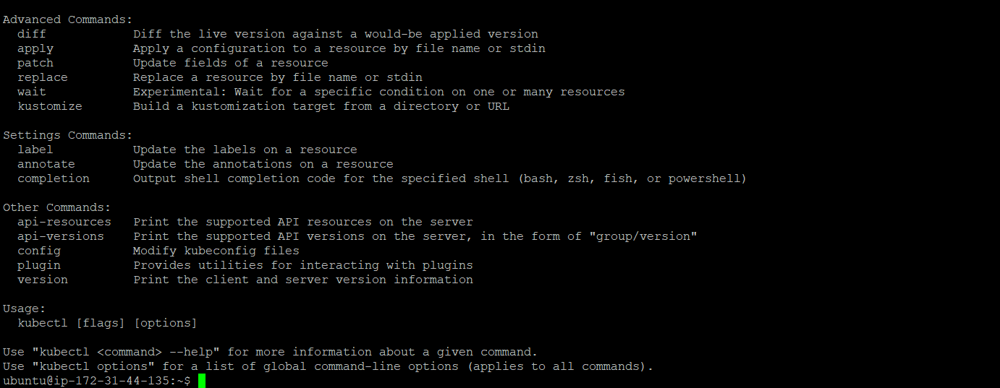 Advanced Commands:
  diff            Diff the live version against a would-be applied version
  apply           Apply a configuration to a resource by file name or stdin
  patch           Update fields of a resource
  replace         Replace a resource by file name or stdin
  wait            Experimental: Wait for a specific condition on one or many resources
  kustomize       Build a kustomization target from a directory or URL

Settings Commands:
  label           Update the labels on a resource
  annotate        Update the annotations on a resource
  completion      Output shell completion code for the specified shell (bash, zsh, fish, or powershell)

Other Commands:
  api-resources   Print the supported API resources on the server
  api-versions    Print the supported API versions on the server, in the form of "group/version"
  config          Modify kubeconfig files
  plugin          Provides utilities for interacting with plugins
  version         Print the client and server version information

Usage:
  kubectl [flags] [options]

Use "kubectl <command> --help" for more information about a given command.
Use "kubectl options" for a list of global command-line options (applies to all commands).
ubuntu@ip-172-31-44-135:~$